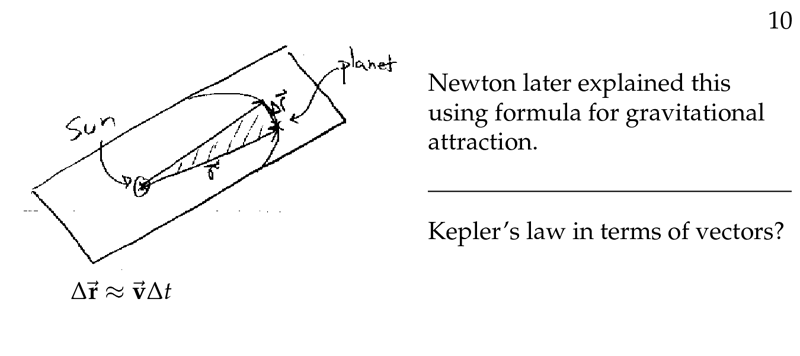 10
planet
Δr⃗
Sun
r⃗
Newton later explained this
using formula for gravitational
attraction.
Kepler's law in terms of vectors?
Δr⃗ ≈ v⃗Δt